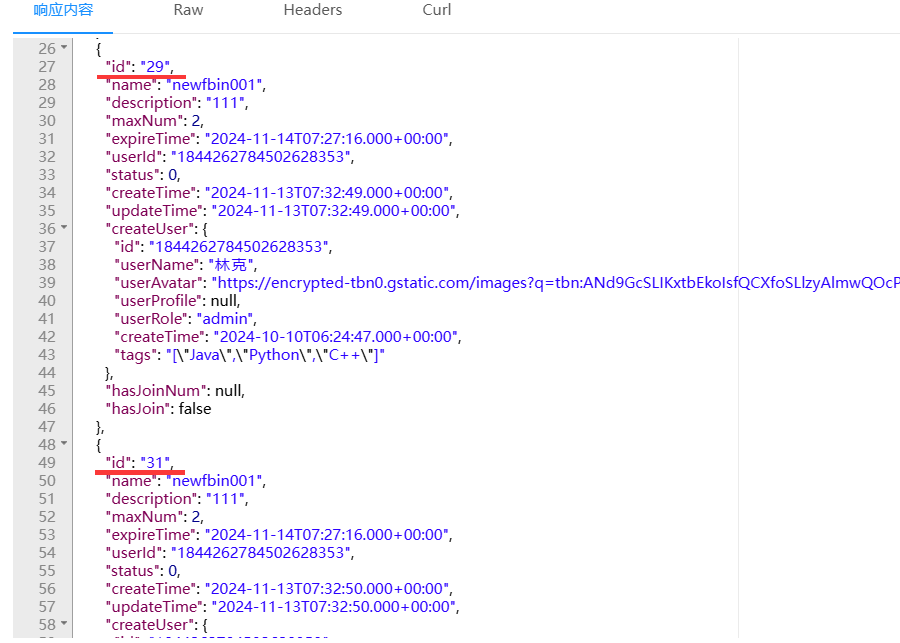 响应内容 Raw Headers Curl
26 {
27 "id": "29",
28 "name": "newfbin001",
29 "description": "111",
30 "maxNum": 2,
31 "expireTime": "2024-11-14T07:27:16.000+00:00",
32 "userId": "1844262784502628353",
33 "status": 0,
34 "createTime": "2024-11-13T07:32:49.000+00:00",
35 "updateTime": "2024-11-13T07:32:49.000+00:00",
36 "createUser": {
37 "id": "1844262784502628353",
38 "userName": "林克",
39 "userAvatar": "https://encrypted-tbn0.gstatic.com/images?q=tbn:ANd9GcSLIKxtbEkoIsfQCXfoSLlzyAlmwQOcP
40 "userProfile": null,
41 "userRole": "admin",
42 "createTime": "2024-10-10T06:24:47.000+00:00",
43 "tags": "[\"Java\",\"Python\",\"C++\"]"
44 },
45 "hasJoinNum": null,
46 "hasJoin": false
47 },
48 {
49 "id": "31",
50 "name": "newfbin001",
51 "description": "111",
52 "maxNum": 2,
53 "expireTime": "2024-11-14T07:27:16.000+00:00",
54 "userId": "1844262784502628353",
55 "status": 0,
56 "createTime": "2024-11-13T07:32:50.000+00:00",
57 "updateTime": "2024-11-13T07:32:50.000+00:00",
58 "createUser": {